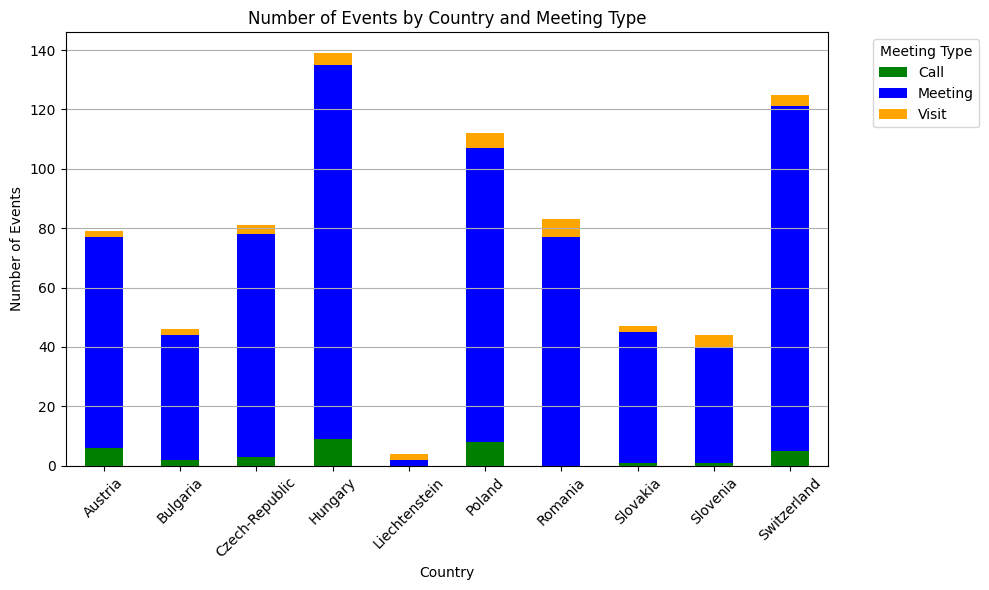 Number of Events by Country and Meeting Type
Meeting Type
Call
Meeting
Visit
Number of Events
140
120
100
80
60
40
20
0
Austria
Bulgaria
Czech-Republic
Hungary
Liechtenstein
Poland
Romania
Slovakia
Slovenia
Switzerland
Country